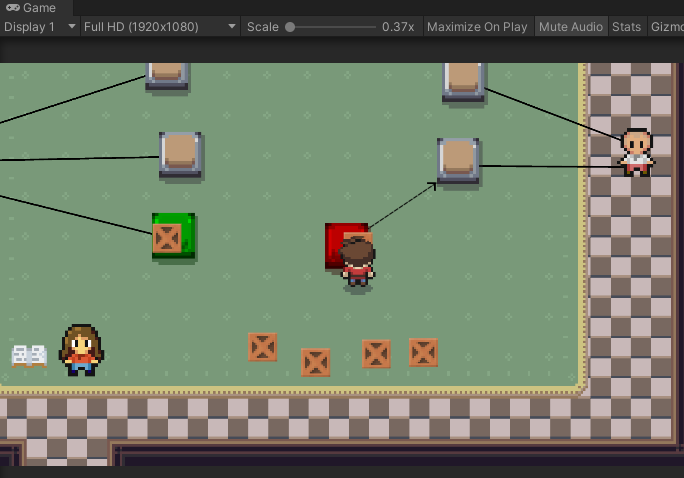 Game
Display 1 Full HD (1920x1080) Scale 0.37x Maximize On Play Mute Audio Stats Gizmo